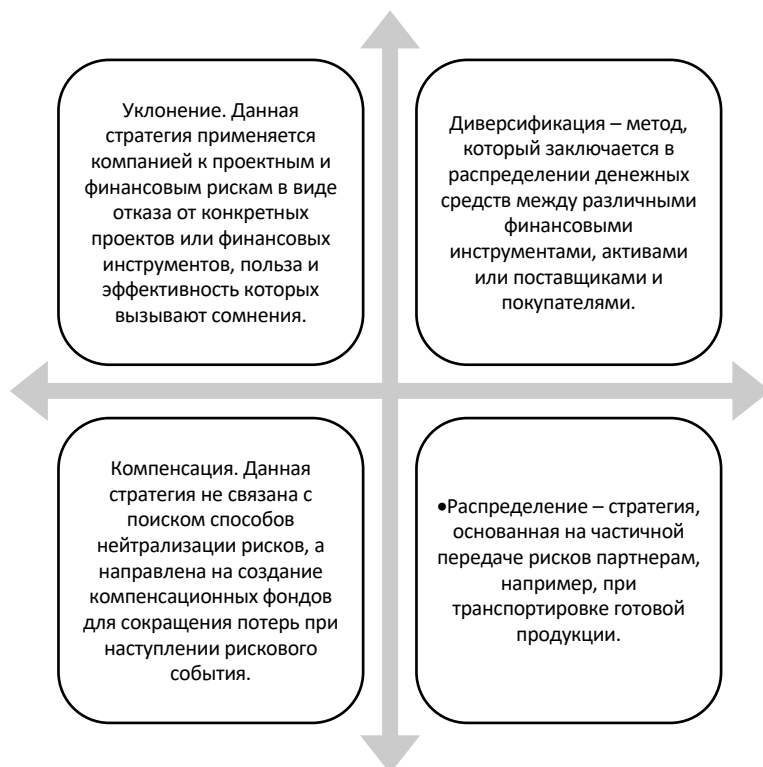 Уклонение. Данная
стратегия применяется
компанией к проектным и
финансовым рискам в виде
отказа от конкретных
проектов или финансовых
инструментов, польза и
эффективность которых
вызывают сомнения.
Диверсификация – метод,
который заключается в
распределении денежных
средств между различными
финансовыми
инструментами, активами
или поставщиками и
покупателями.
Компенсация. Данная
стратегия не связана с
поиском способов
нейтрализации рисков, а
направлена на создание
компенсационных фондов
для сокращения потерь при
наступлении рискового
события.
•Распределение – стратегия,
основанная на частичной
передаче рисков партнерам,
например, при
транспортировке готовой
продукции.